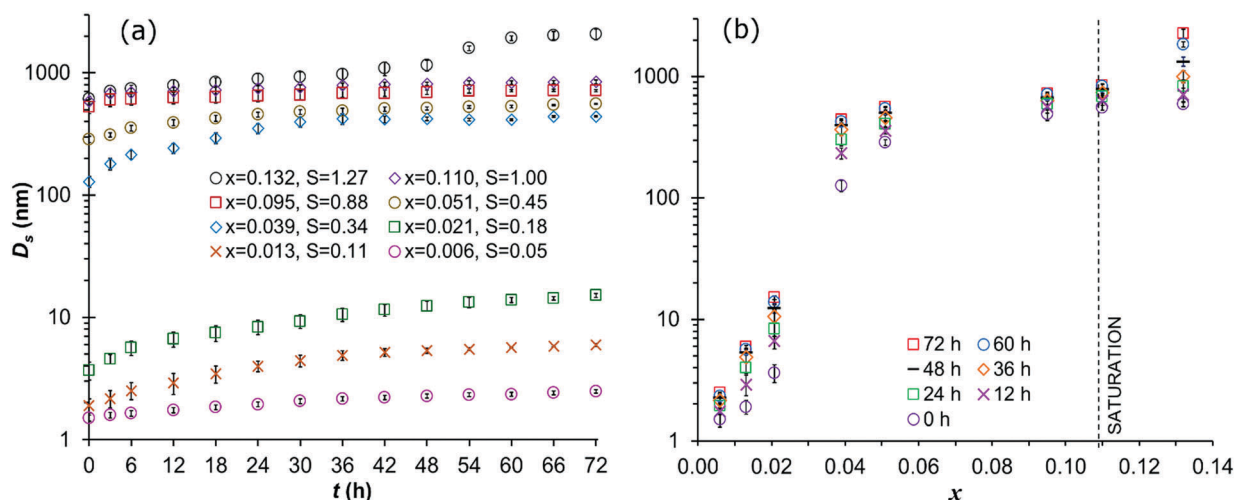 (a)
1000
100
10
1
D_s (nm)
x=0.132, S=1.27
x=0.110, S=1.00
x=0.095, S=0.88
x=0.051, S=0.45
x=0.039, S=0.34
x=0.021, S=0.18
x=0.013, S=0.11
x=0.006, S=0.05
0 6 12 18 24 30 36 42 48 54 60 66 72
t (h)
(b)
1000
100
10
1
72 h 60 h
48 h 36 h
24 h 12 h
0 h
SATURATION
0.00 0.02 0.04 0.06 0.08 0.10 0.12 0.14
x